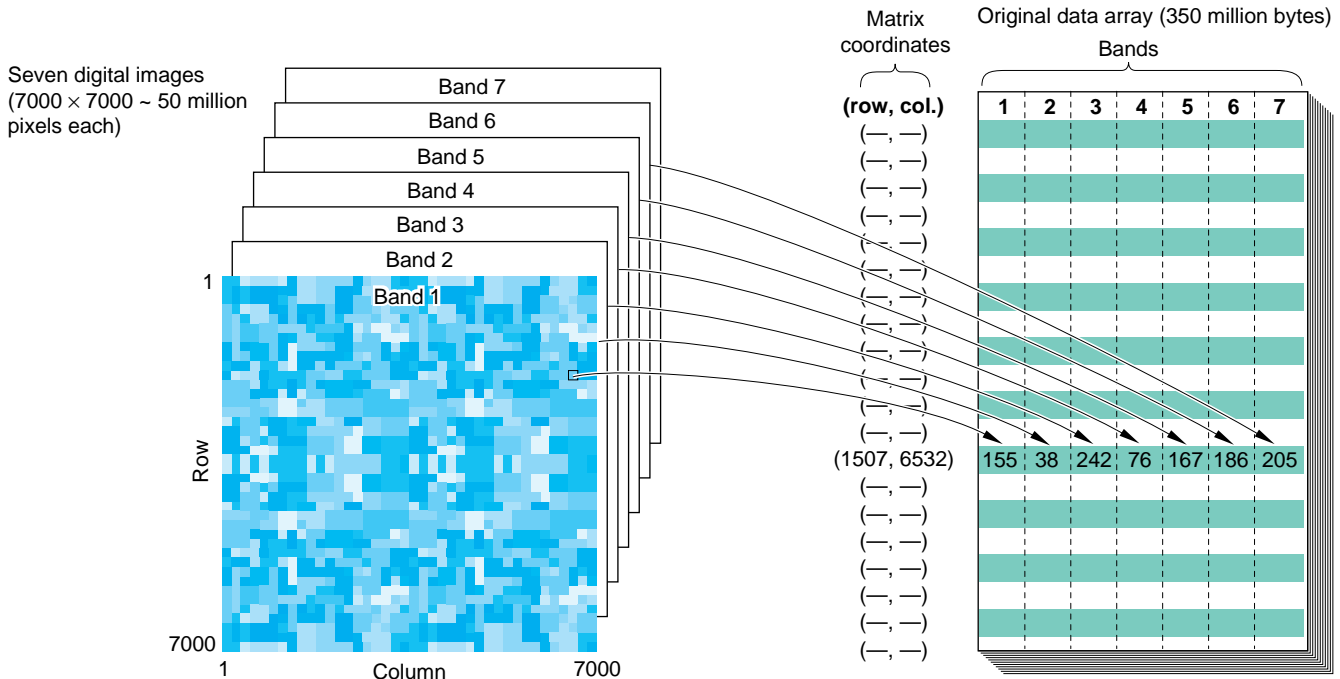 Seven digital images
(7000 × 7000 ~ 50 million
pixels each)
Band 7
Band 6
Band 5
Band 4
Band 3
Band 2
Band 1
1
Row
7000
1
Column
7000
Matrix
coordinates
(row, col.)
(—, —)
(—, —)
(—, —)
(—, —)
(—, —)
(—, —)
(—, —)
(—, —)
(—, —)
(—, —)
(—, —)
(—, —)
(1507, 6532)
(—, —)
(—, —)
(—, —)
(—, —)
(—, —)
(—, —)
(—, —)
Original data array (350 million bytes)
Bands
1 2 3 4 5 6 7
155 38 242 76 167 186 205